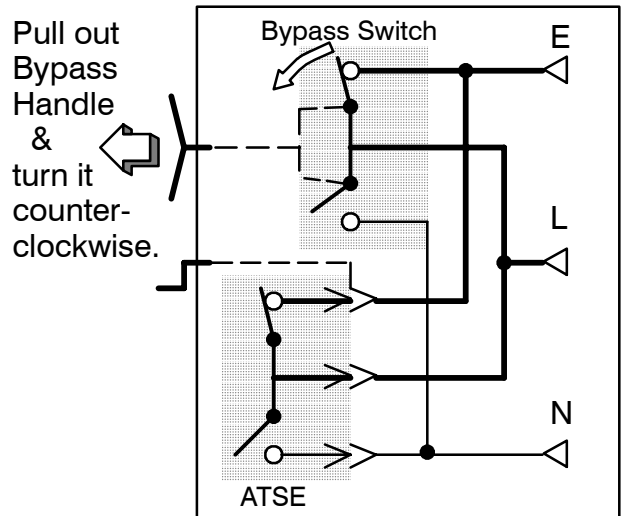 Pull out
Bypass
Handle
&
turn it
counter-
clockwise.
Bypass Switch
E
L
N
ATSE